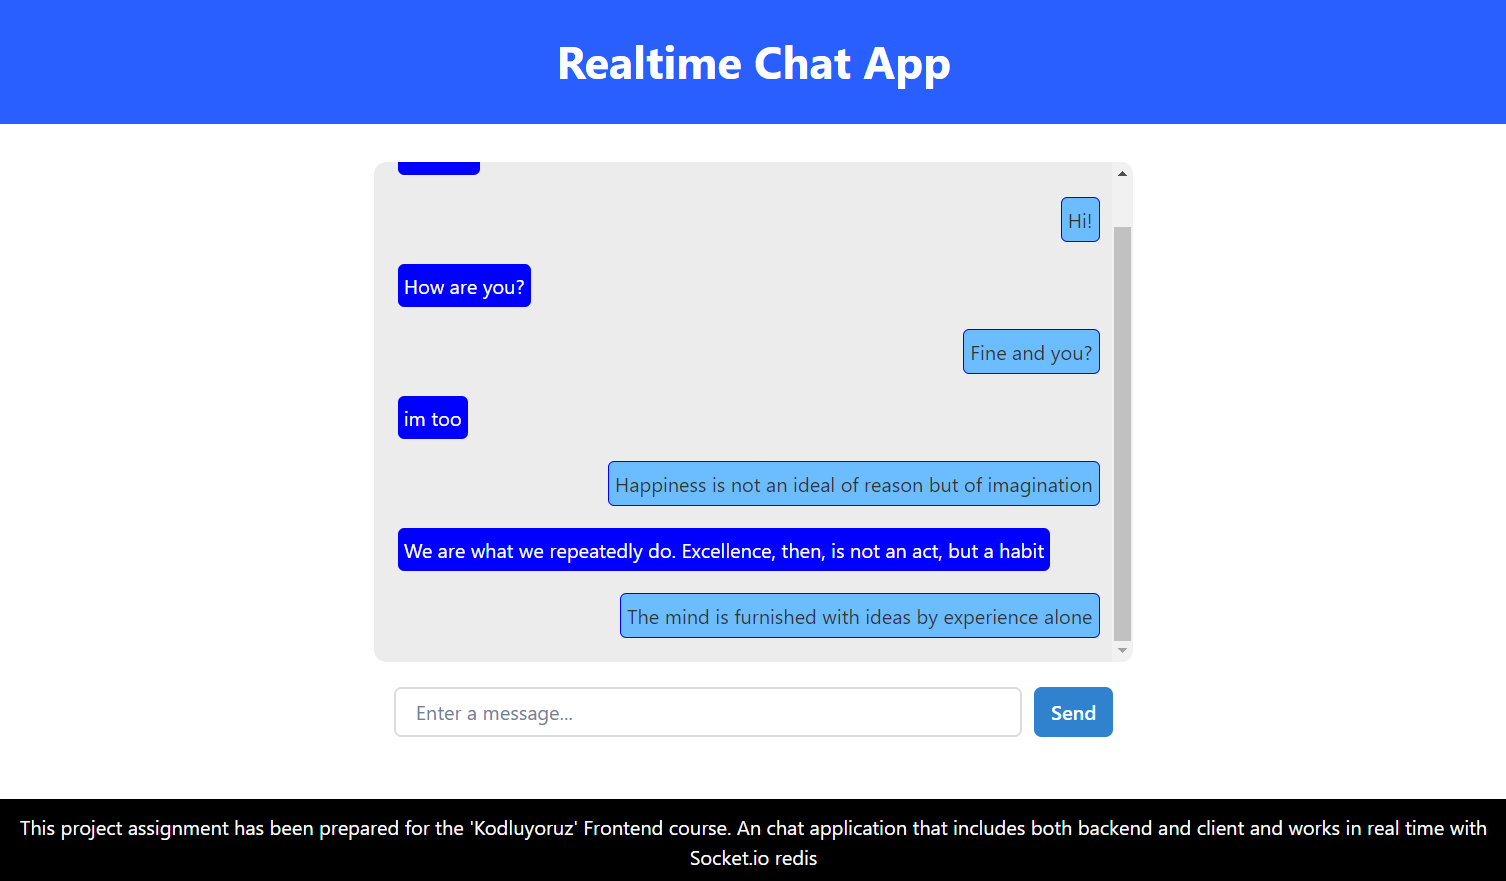 Realtime Chat App
Hi!
How are you?
Fine and you?
im too
Happiness is not an ideal of reason but of imagination
We are what we repeatedly do. Excellence, then, is not an act, but a habit
The mind is furnished with ideas by experience alone
Enter a message...
Send
This project assignment has been prepared for the 'Kodluyoruz' Frontend course. An chat application that includes both backend and client and works in real time with
Socket.io redis